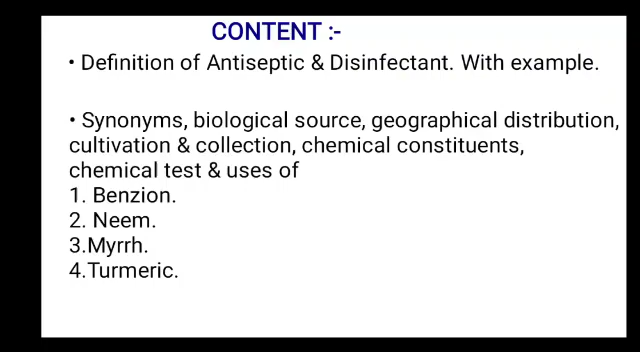 CONTENT :-
• Definition of Antiseptic & Disinfectant. With example.
• Synonyms, biological source, geographical distribution,
cultivation & collection, chemical constituents,
chemical test & uses of
1. Benzion.
2. Neem.
3.Myrrh.
4.Turmeric.